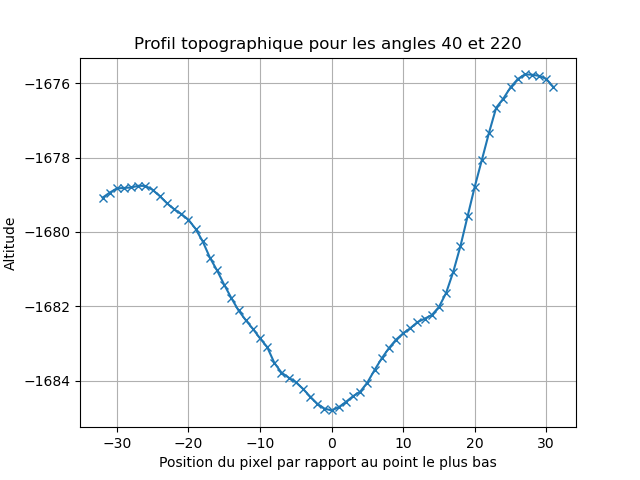 Profil topographique pour les angles 40 et 220
−1676
−1678
−1680
−1682
−1684
Altitude
−30 −20 −10 0 10 20 30
Position du pixel par rapport au point le plus bas